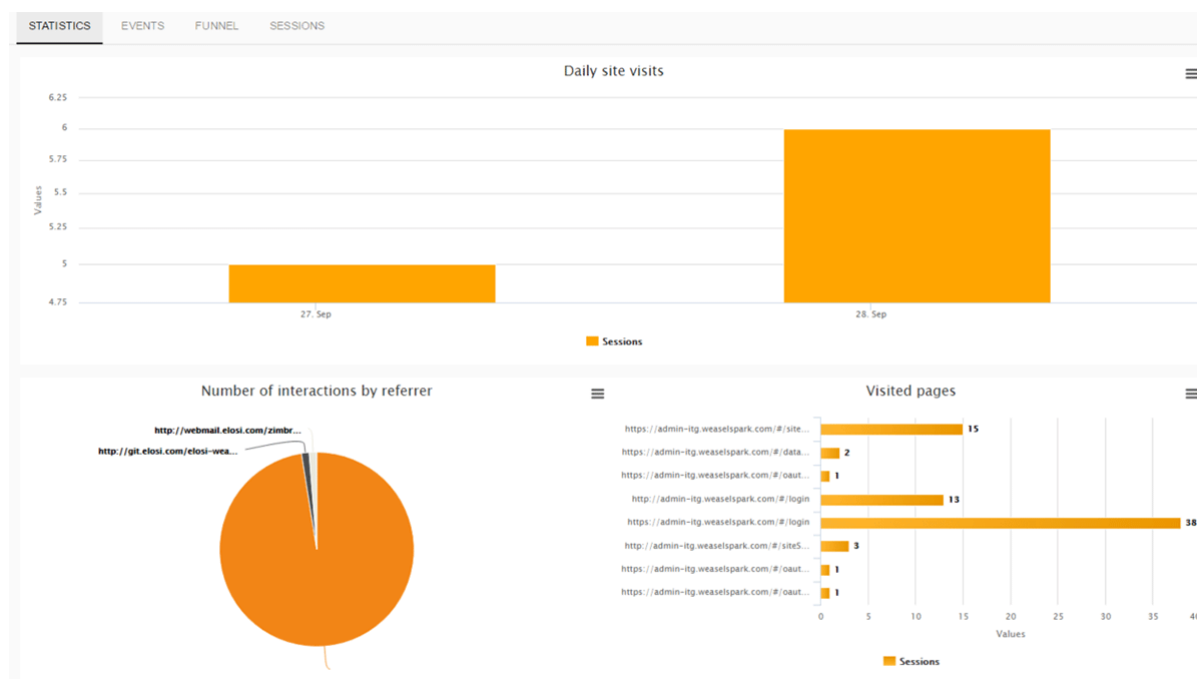 STATISTICS EVENTS FUNNEL SESSIONS
Daily site visits
6.25
6
5.75
5.5
5.25
5
4.75
Values
27. Sep 28. Sep
Sessions
Number of interactions by referrer
http://webmail.elosi.com/zimbr...
http://git.elosi.com/elosi-wea...
Visited pages
https://admin-itg.weaselspark.com/#/site... 15
https://admin-itg.weaselspark.com/#/data... 2
https://admin-itg.weaselspark.com/#/oaut... 1
http://admin-itg.weaselspark.com/#/login 13
https://admin-itg.weaselspark.com/#/login 38
http://admin-itg.weaselspark.com/#/siteS... 3
https://admin-itg.weaselspark.com/#/oaut... 1
https://admin-itg.weaselspark.com/#/oaut... 1
0 5 10 15 20 25 30 35 40
Values
Sessions